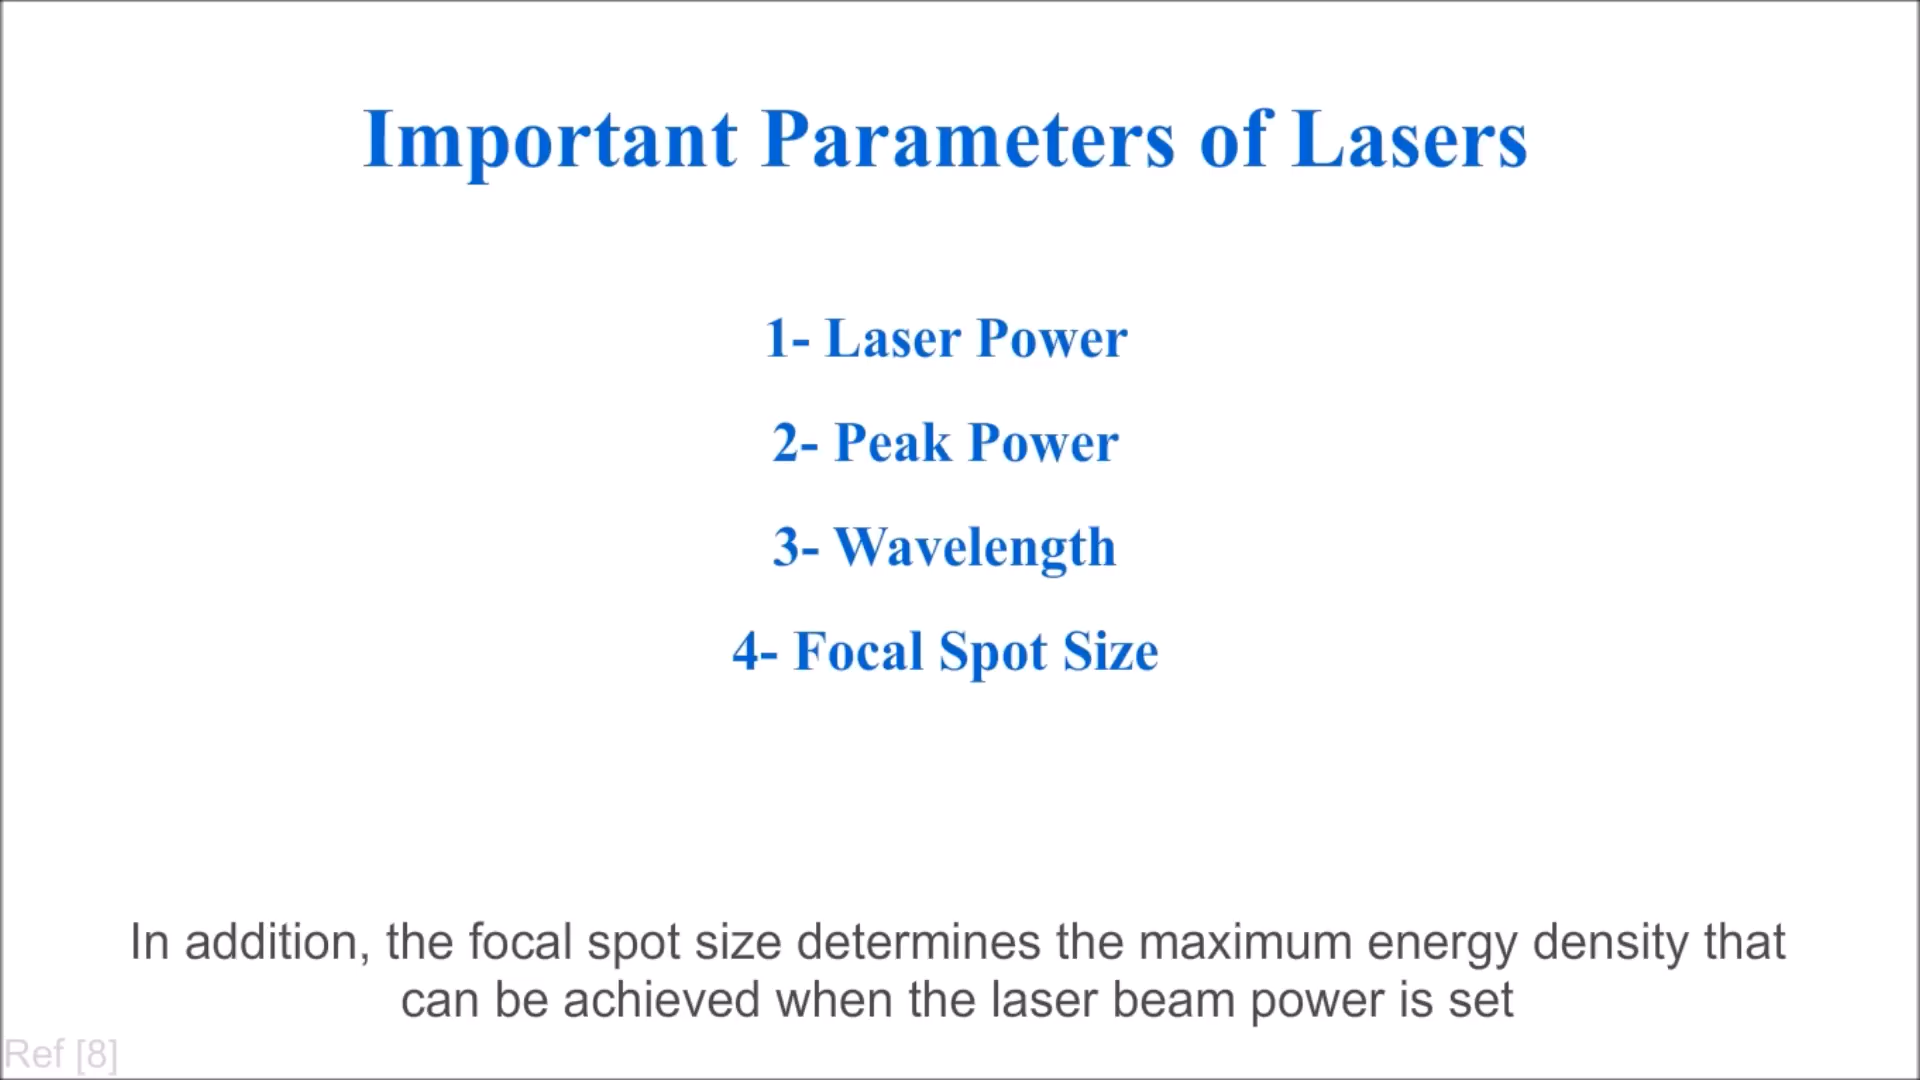 Important Parameters of Lasers
1- Laser Power
2- Peak Power
3- Wavelength
4- Focal Spot Size
In addition, the focal spot size determines the maximum energy density that
can be achieved when the laser beam power is set
Ref [8]